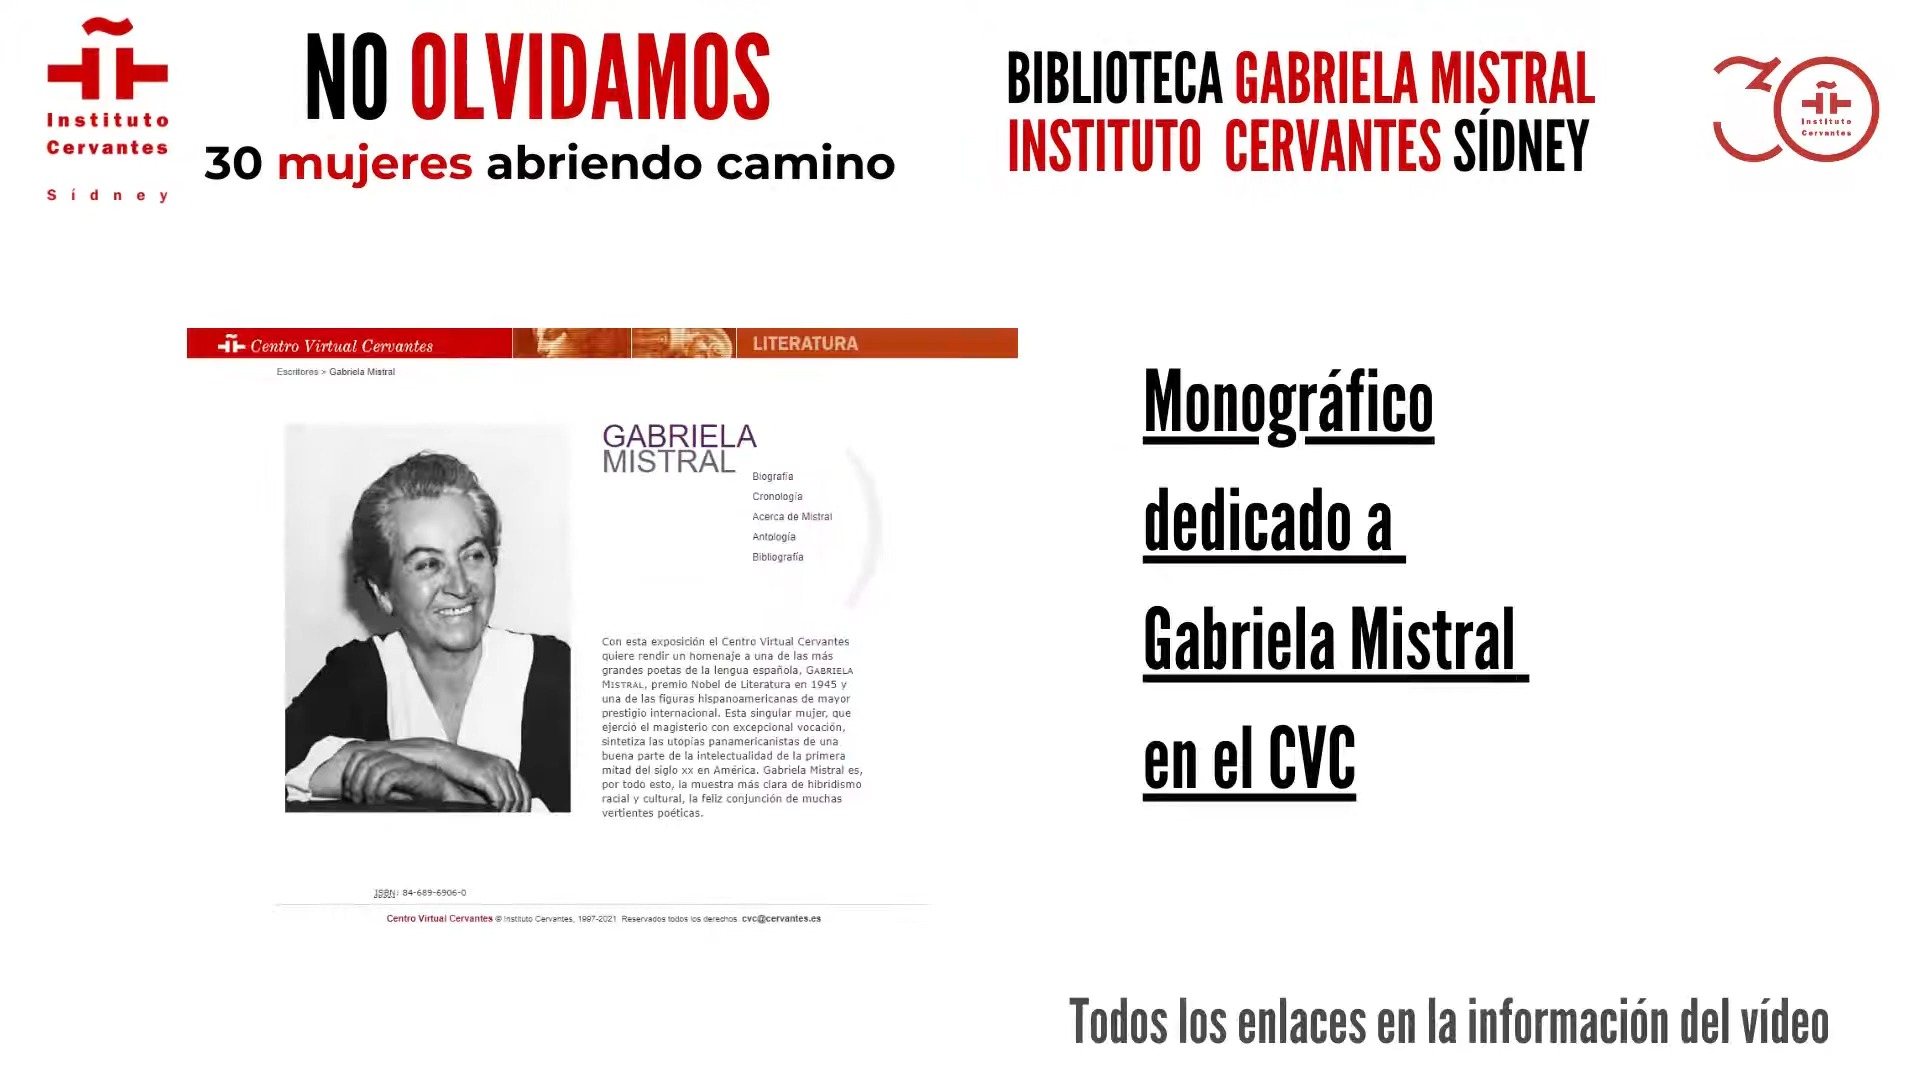 Instituto
Cervantes
Sídney
NO OLVIDAMOS
30 mujeres abriendo camino
BIBLIOTECA GABRIELA MISTRAL
INSTITUTO CERVANTES SÍDNEY
30
Instituto
Cervantes
Centro Virtual Cervantes
LITERATURA
Escritores > Gabriela Mistral
GABRIELA
MISTRAL
Biografía
Cronología
Acerca de Mistral
Antología
Bibliografía
Con esta exposición el Centro Virtual Cervantes
quiere rendir un homenaje a una de las más
grandes poetas de la lengua española, GABRIELA
MISTRAL, premio Nobel de Literatura en 1945 y
una de las figuras hispanoamericanas de mayor
prestigio internacional. Esta singular mujer, que
ejerció el magisterio con excepcional vocación,
sintetiza las utopías panamericanistas de una
buena parte de la intelectualidad de la primera
mitad del siglo XX en América. Gabriela Mistral es,
por todo esto, la muestra más clara de hibridismo
racial y cultural, la feliz conjunción de muchas
vertientes poéticas.
ISBN: 84-689-6906-0
Centro Virtual Cervantes © Instituto Cervantes, 1997-2021. Reservados todos los derechos. cvc@cervantes.es
Monográfico
dedicado a
Gabriela Mistral
en el CVC
Todos los enlaces en la información del vídeo